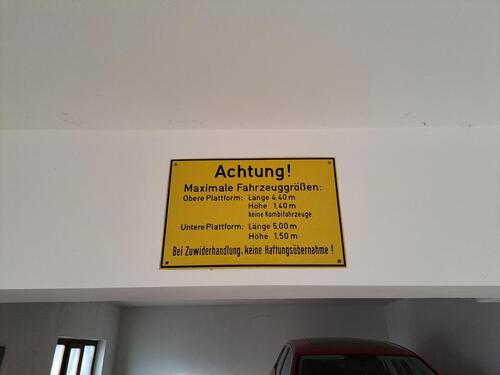 Achtung!
Maximale Fahrzeuggrößen:
Obere Plattform: Länge 4,40 m
Höhe 1,40 m
keine Kombifahrzeuge
Untere Plattform: Länge 5,00 m
Höhe 1,50 m
Bei Zuwiderhandlung, keine Haftungsübernahme !